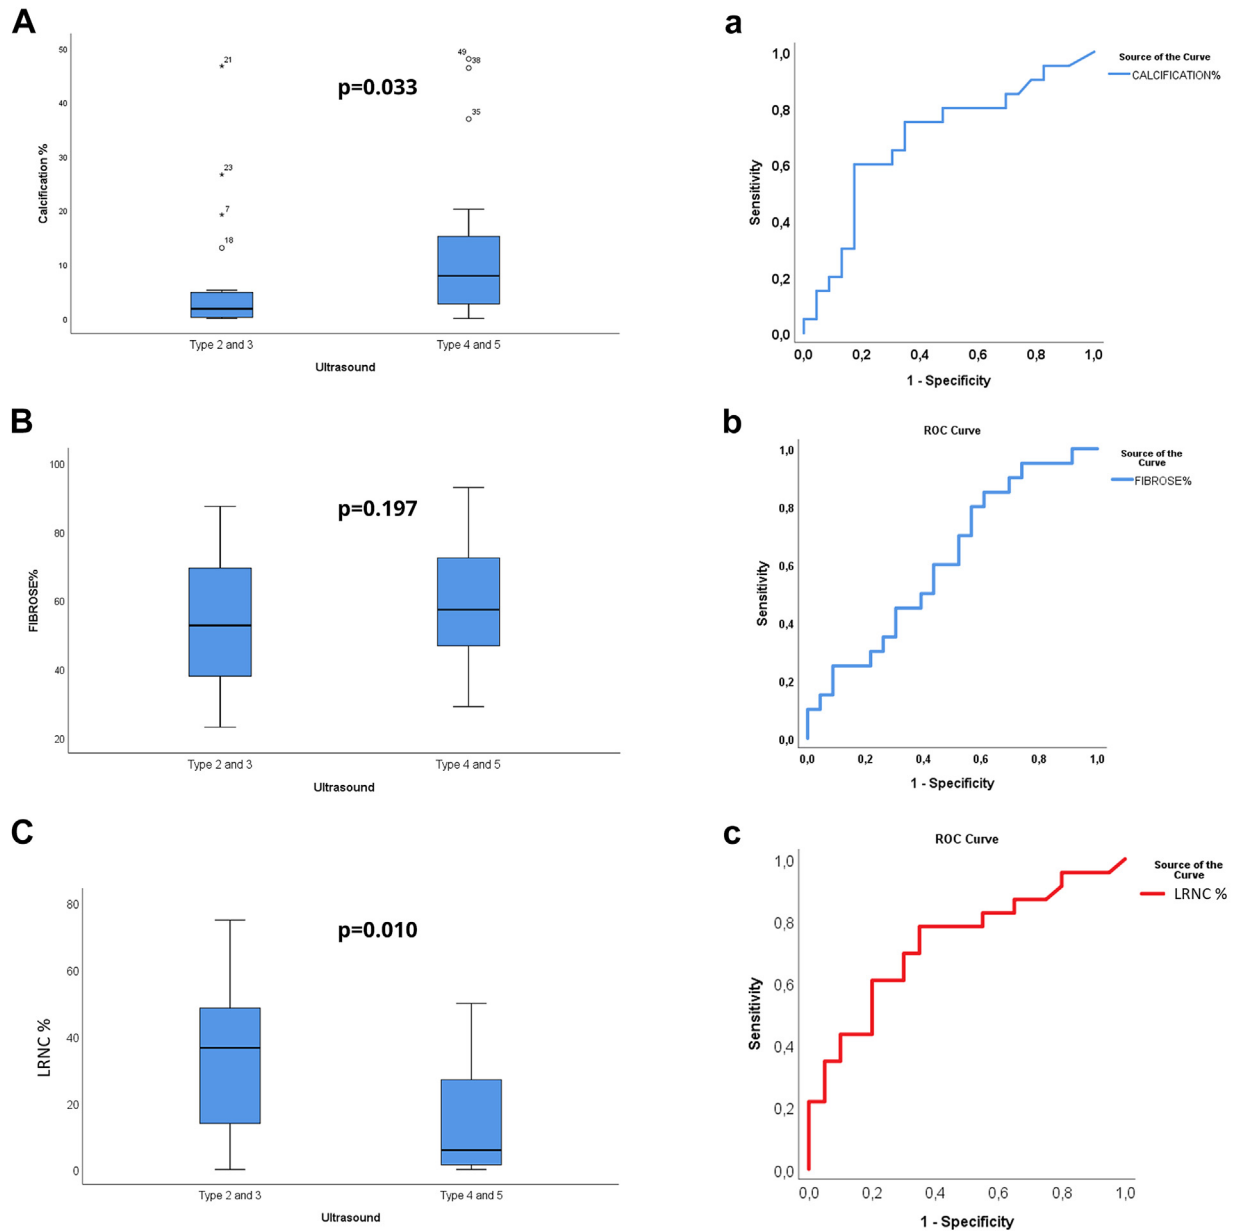 A
50
40
30
20
10
0
Calcification %
21
23
7
18
49
38
35
p=0.033
Type 2 and 3
Type 4 and 5
Ultrasound
a
1,0
0,8
0,6
0,4
0,2
0,0
Sensitivity
0,0 0,2 0,4 0,6 0,8 1,0
1 - Specificity
Source of the Curve
CALCIFICATION%
B
100
80
60
40
20
FIBROSE%
p=0.197
Type 2 and 3
Type 4 and 5
Ultrasound
b
ROC Curve
1,0
0,8
0,6
0,4
0,2
0,0
Sensitivity
0,0 0,2 0,4 0,6 0,8 1,0
1 - Specificity
Source of the
Curve
FIBROSE%
C
80
60
40
20
0
LRNC %
p=0.010
Type 2 and 3
Type 4 and 5
Ultrasound
c
ROC Curve
1,0
0,8
0,6
0,4
0,2
0,0
Sensitivity
0,0 0,2 0,4 0,6 0,8 1,0
1 - Specificity
Source of the
Curve
LRNC %